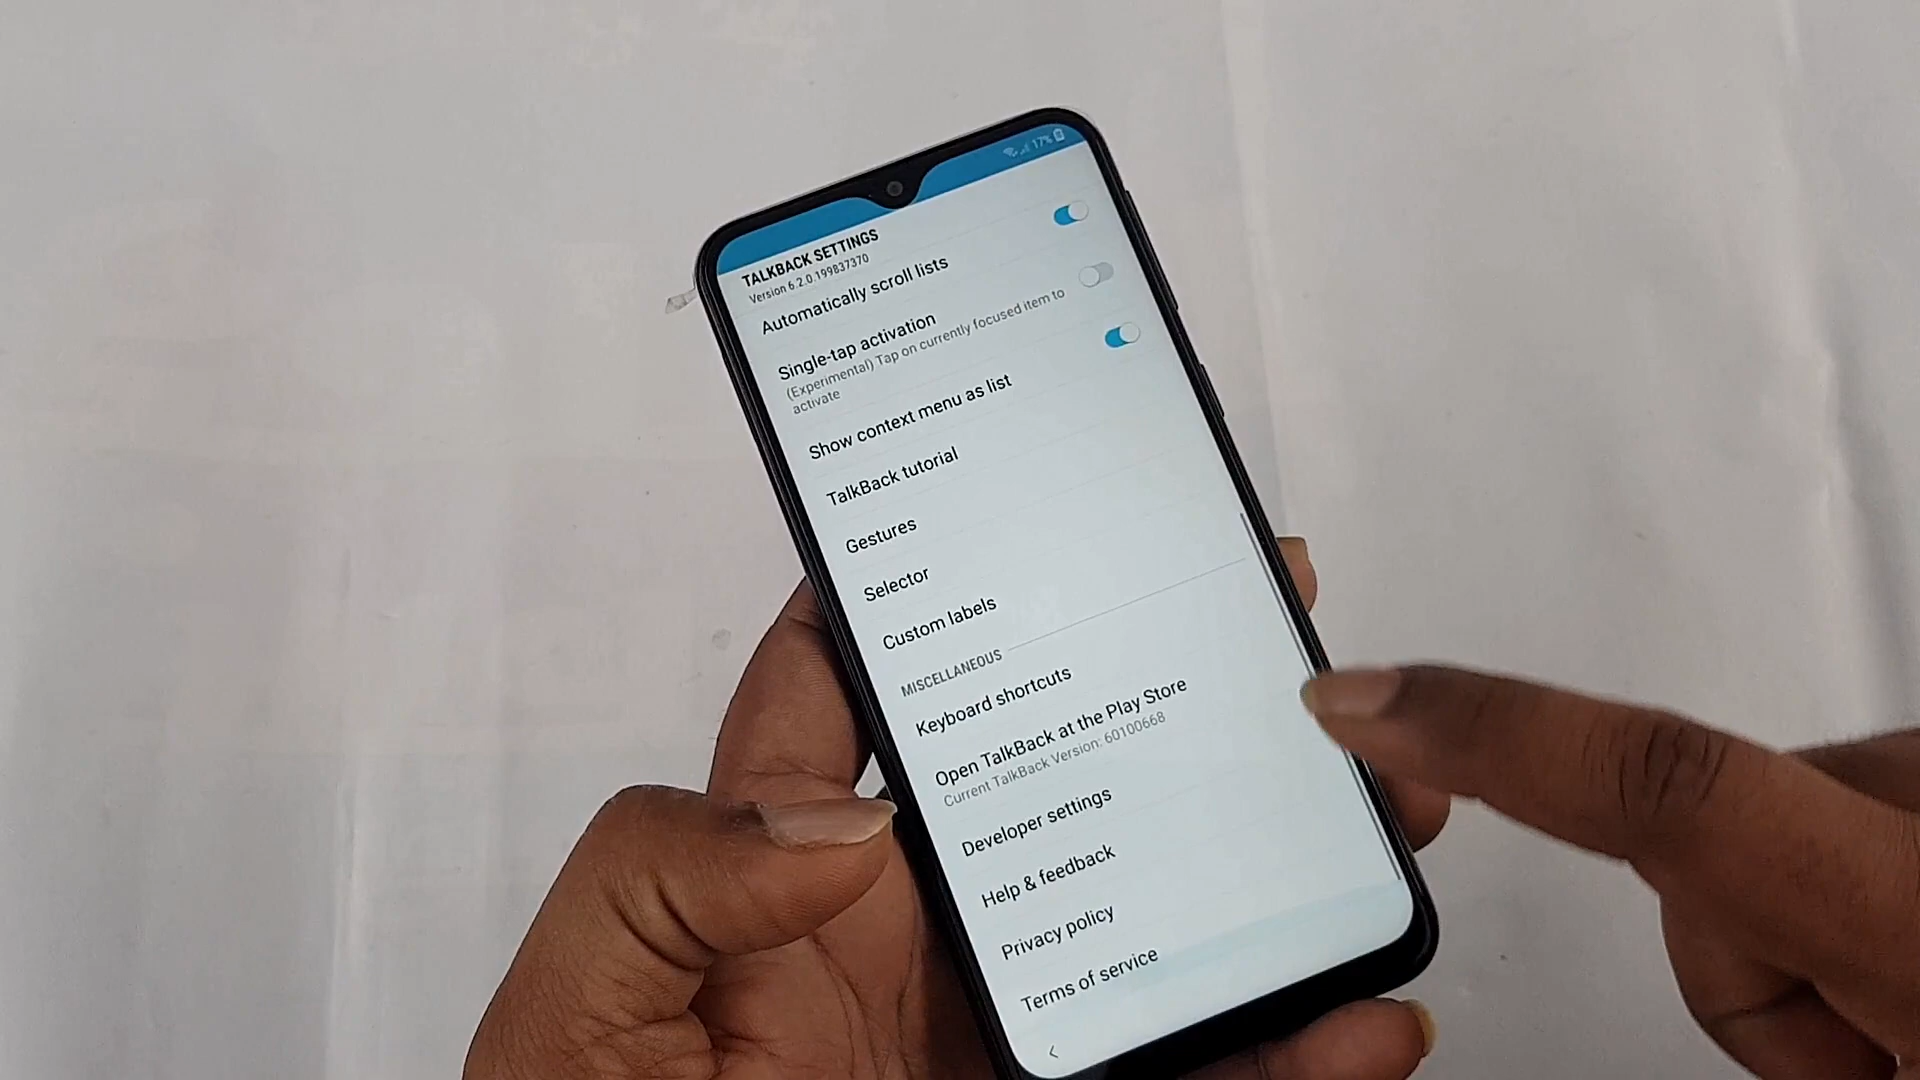 17%
TALKBACK SETTINGS
Version 6.2.0.199837370
Automatically scroll lists
Single-tap activation
(Experimental) Tap on currently focused item to
activate
Show context menu as list
TalkBack tutorial
Gestures
Selector
Custom labels
MISCELLANEOUS
Keyboard shortcuts
Open TalkBack at the Play Store
Current TalkBack Version: 60100668
Developer settings
Help & feedback
Privacy policy
Terms of service